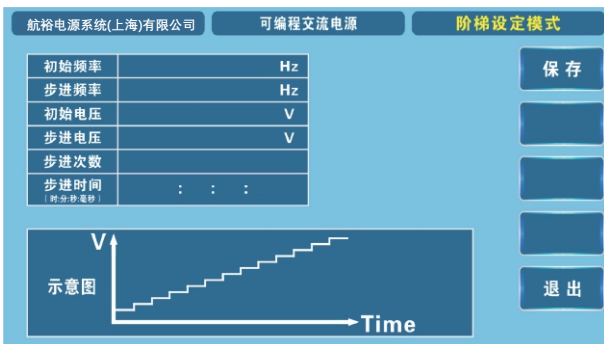 航裕电源系统(上海)有限公司 可编程交流电源 阶梯设定模式
初始频率 Hz
步进频率 Hz
初始电压 V
步进电压 V
步进次数
步进时间 : : :
(时:分:秒:毫秒)
保存
V
示意图
Time
退出